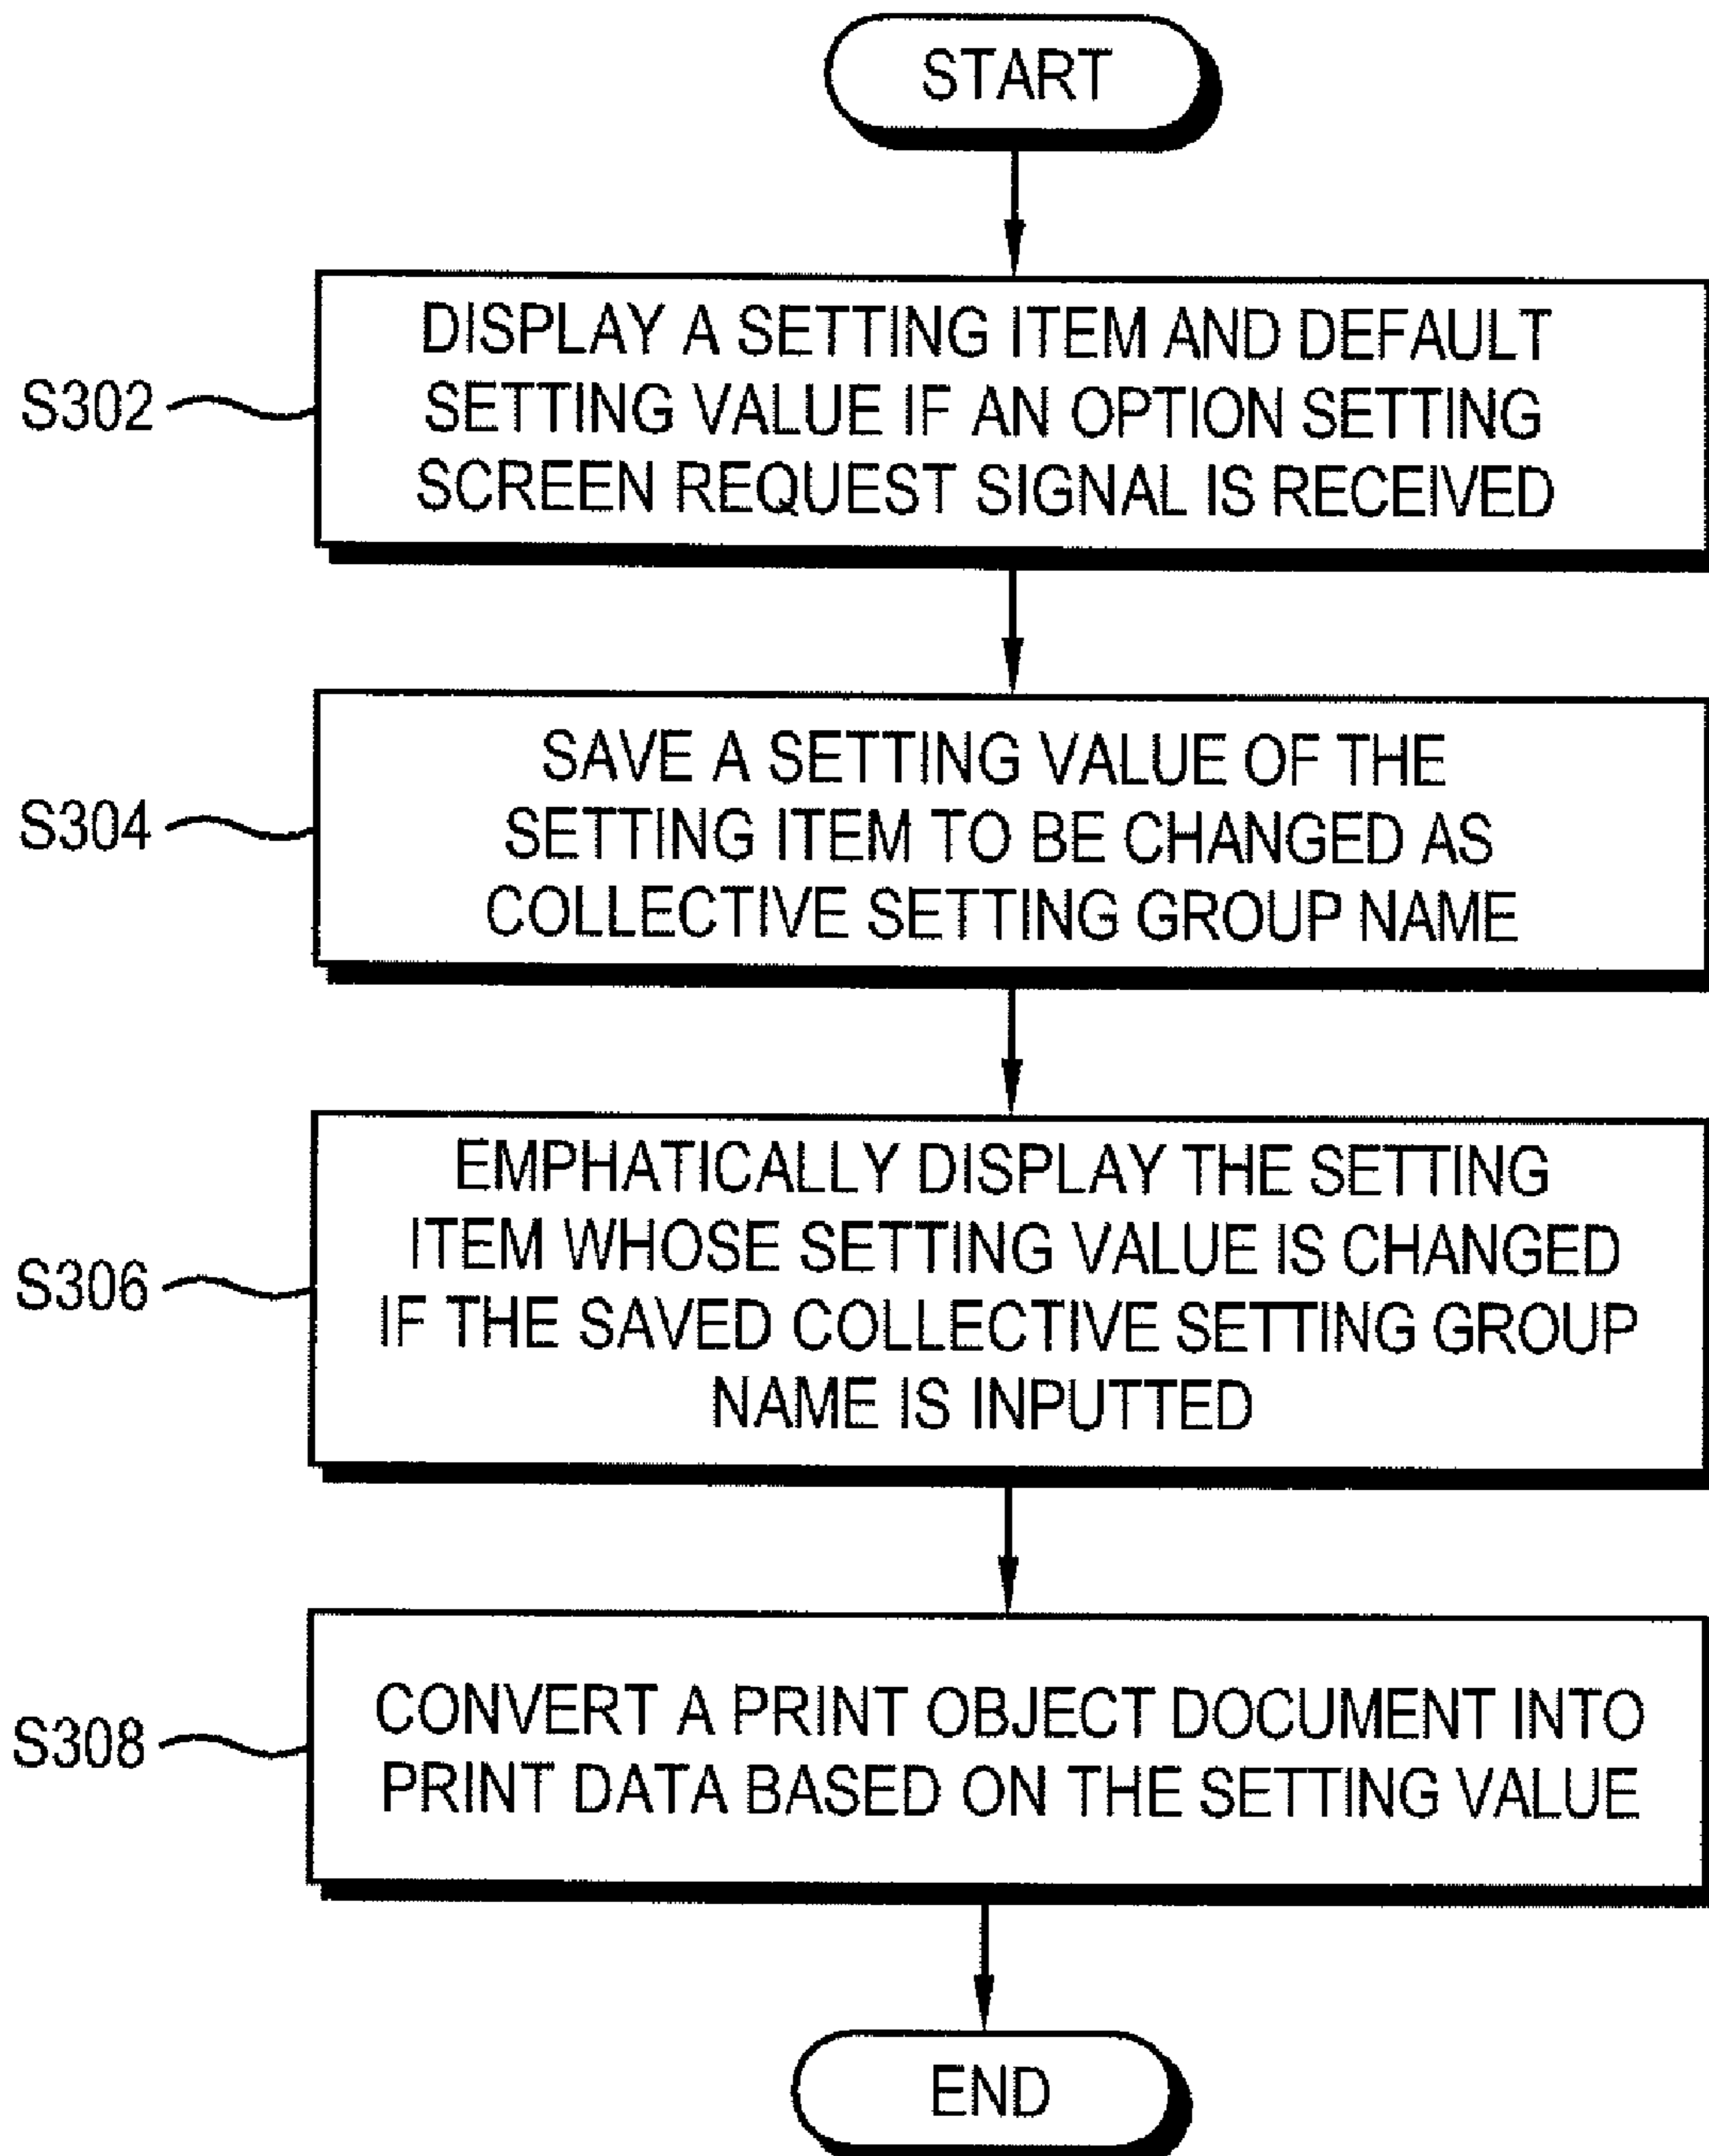 START
S302
DISPLAY A SETTING ITEM AND DEFAULT
SETTING VALUE IF AN OPTION SETTING
SCREEN REQUEST SIGNAL IS RECEIVED
S304
SAVE A SETTING VALUE OF THE
SETTING ITEM TO BE CHANGED AS
COLLECTIVE SETTING GROUP NAME
S306
EMPHATICALLY DISPLAY THE SETTING
ITEM WHOSE SETTING VALUE IS CHANGED
IF THE SAVED COLLECTIVE SETTING GROUP
NAME IS INPUTTED
S308
CONVERT A PRINT OBJECT DOCUMENT INTO
PRINT DATA BASED ON THE SETTING VALUE
END